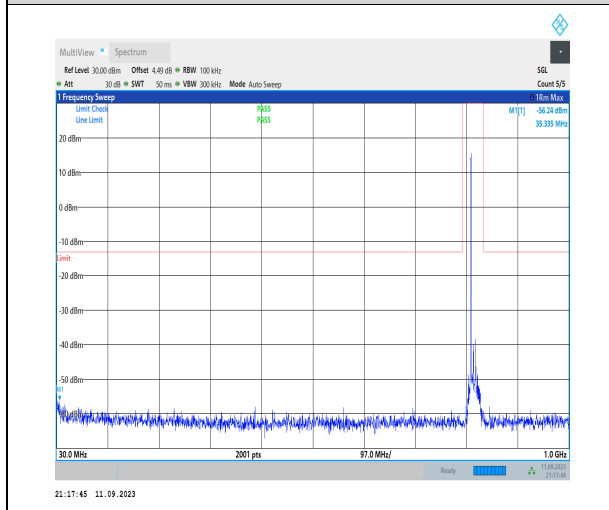 MultiView Spectrum
Ref Level 30.00 dBm Offset 4.49 dB RBW 100 kHz SGL
Att 30 dB SWT 50 ms VBW 300 kHz Mode Auto Sweep Count 5/5
1 Frequency Sweep 1Rm Max
Limit Check PASS M1[1] -56.24 dBm
Line Limit PASS 35.335 MHz
20 dBm
10 dBm
0 dBm
-10 dBm
Limit
-20 dBm
-30 dBm
-40 dBm
-50 dBm
M1
30.0 MHz 2001 pts 97.0 MHz/ 1.0 GHz
Ready 11.09.2023
21:17:44
21:17:45 11.09.2023